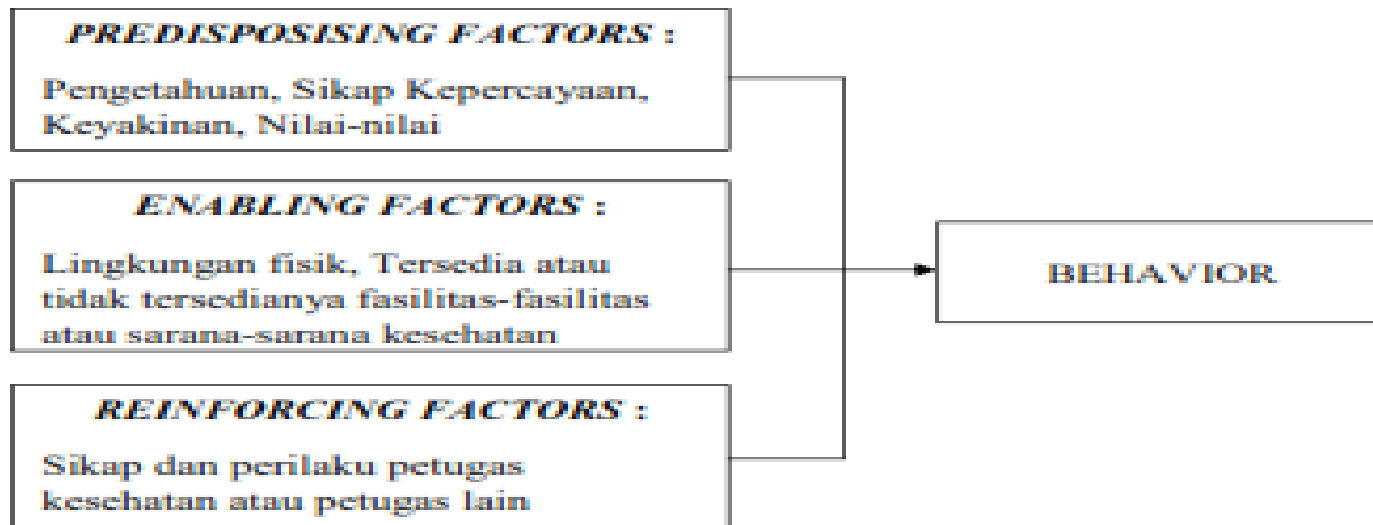 PREDISPOSISING FACTORS :
Pengetahuan, Sikap Kepercayaan,
Keyakinan, Nilai-nilai
ENABLING FACTORS :
Lingkungan fisik, Tersedia atau
tidak tersedianya fasilitas-fasilitas
atau sarana-sarana kesehatan
BEHAVIOR
REINFORCING FACTORS :
Sikap dan perilaku petugas
kesehatan atau petugas lain